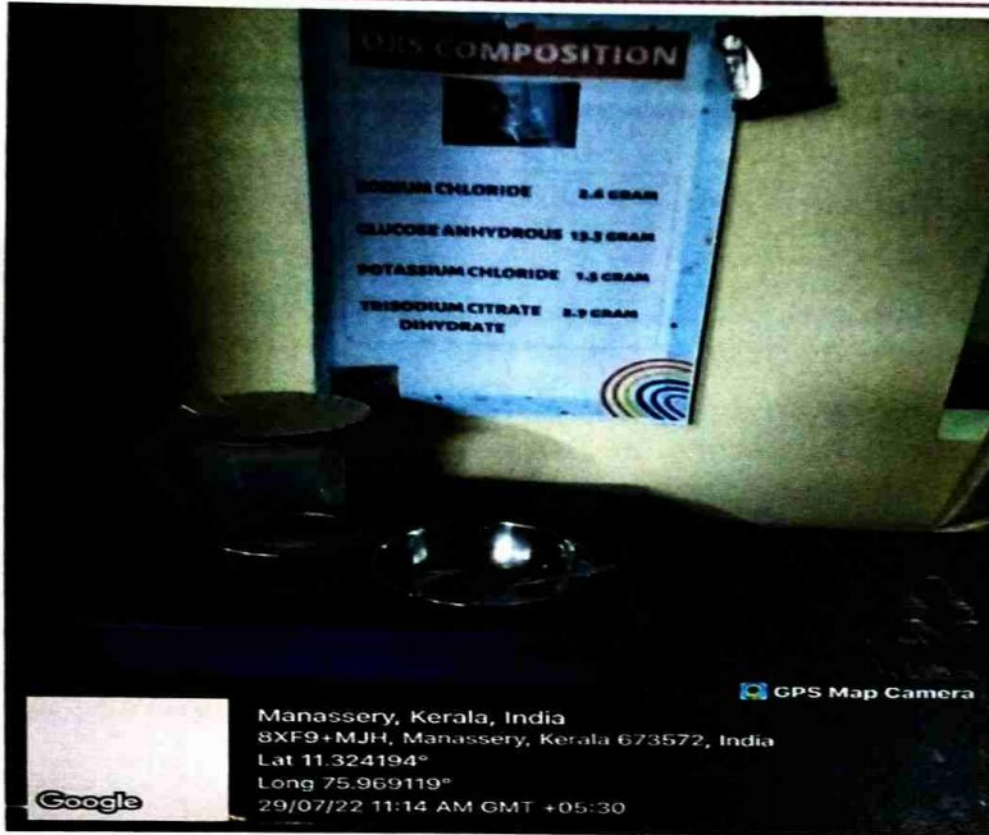 ORS COMPOSITION
SODIUM CHLORIDE 2.6 GRAM
GLUCOSE ANHYDROUS 13.5 GRAM
POTASSIUM CHLORIDE 1.5 GRAM
TRISODIUM CITRATE 2.9 GRAM
DIHYDRATE
GPS Map Camera
Manassery, Kerala, India
8XF9+MJH, Manassery, Kerala 673572, India
Lat 11.324194°
Long 75.969119°
29/07/22 11:14 AM GMT +05:30
Google